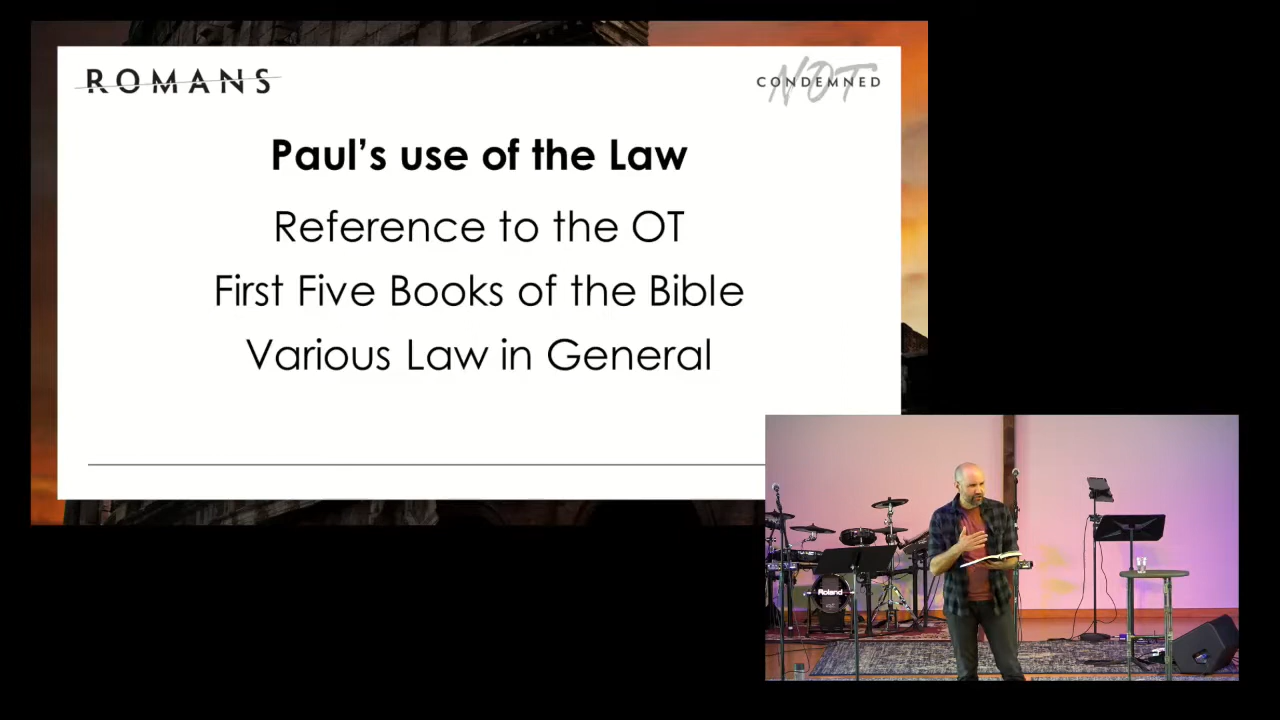 ROMANS
NOT
CONDEMNED
Paul's use of the Law
Reference to the OT
First Five Books of the Bible
Various Law in General
Roland